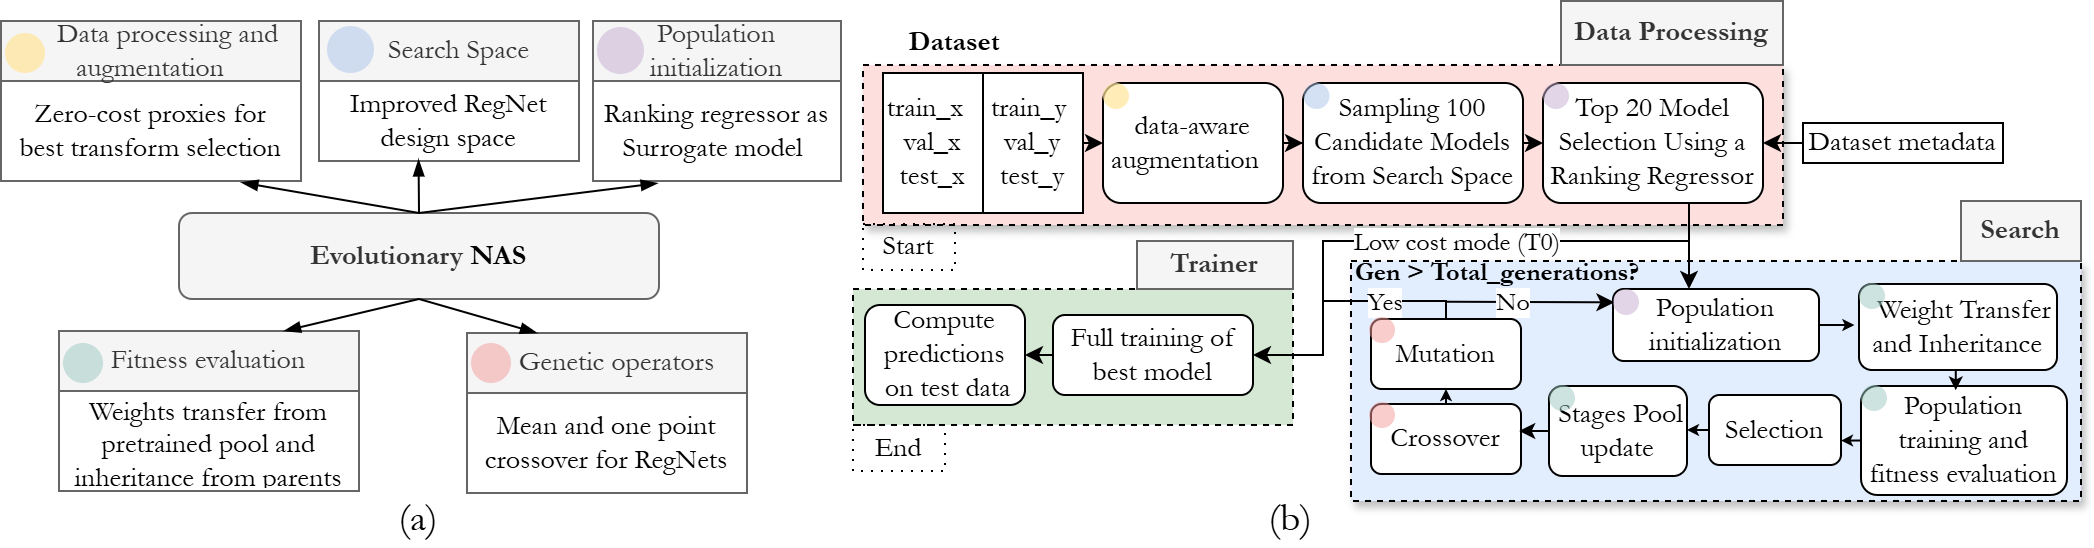 Data processing and
augmentation
Zero-cost proxies for
best transform selection
Search Space
Improved RegNet
design space
Population
initialization
Ranking regressor as
Surrogate model
Evolutionary NAS
Fitness evaluation
Weights transfer from
pretrained pool and
inheritance from parents
Genetic operators
Mean and one point
crossover for RegNets
(a)
Data Processing
Dataset
train_x
val_x
test_x
train_y
val_y
test_y
data-aware
augmentation
Sampling 100
Candidate Models
from Search Space
Top 20 Model
Selection Using a
Ranking Regressor
Dataset metadata
Start
Low cost mode (T0)
Search
Gen > Total_generations?
Yes
No
Population
initialization
Weight Transfer
and Inheritance
Population
training and
fitness evaluation
Selection
Stages Pool
update
Crossover
Mutation
Trainer
Full training of
best model
Compute
predictions
on test data
End
(b)